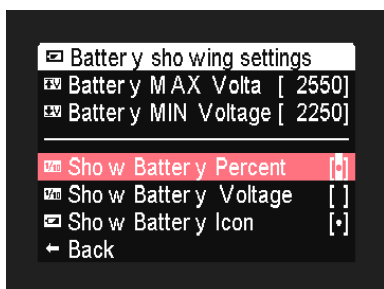 Battery showing settings
Battery MAX Volta [ 2550]
Battery MIN Voltage [ 2250]
Show Battery Percent [•]
Show Battery Voltage [ ]
Show Battery Icon [•]
Back